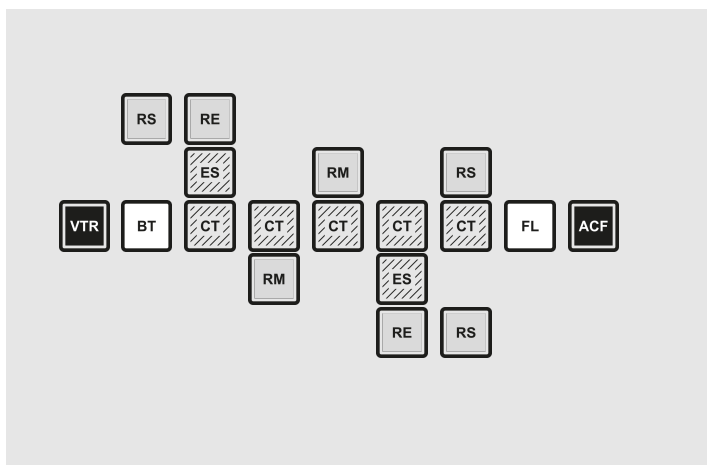 RS RE
ES RM RS
VTR BT CT CT CT CT CT FL ACF
RM ES
RE RS